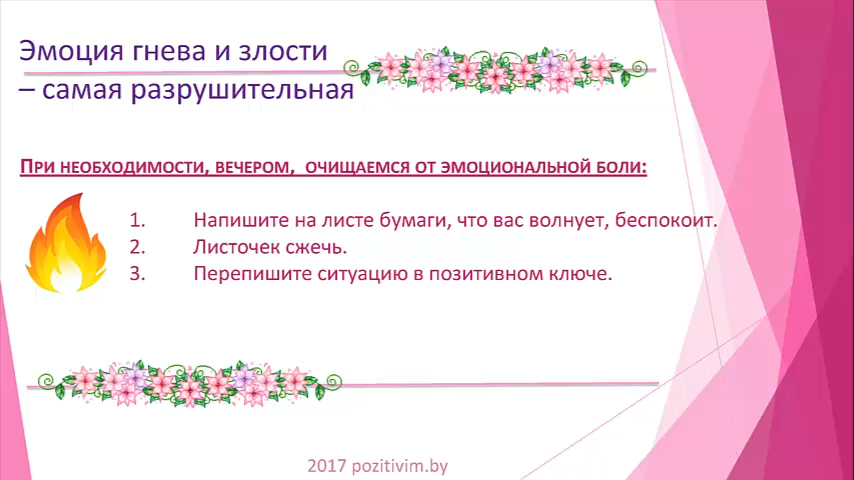 Эмоция гнева и злости
– самая разрушительная
При необходимости, вечером, очищаемся от эмоциональной боли:
1. Напишите на листе бумаги, что вас волнует, беспокоит.
2. Листочек сжечь.
3. Перепишите ситуацию в позитивном ключе.
2017 pozitivim.by